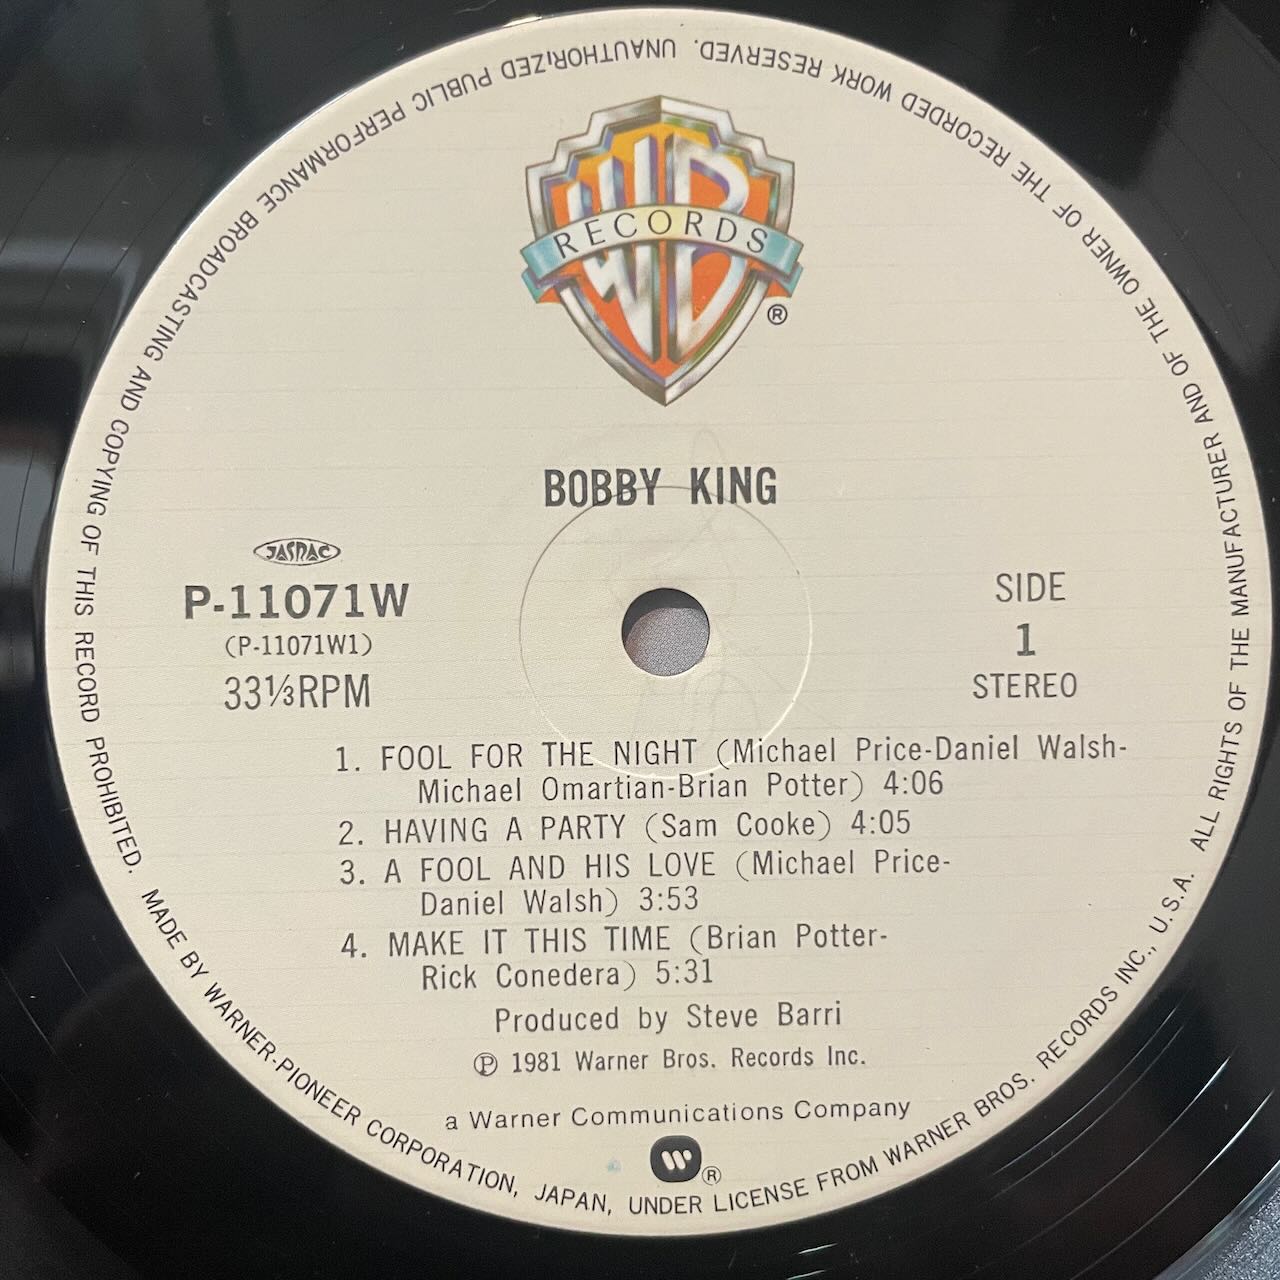 WB
RECORDS
®
BOBBY KING
JASRAC
P-11071W
(P-11071W1)
33⅓RPM
SIDE
1
STEREO
1. FOOL FOR THE NIGHT (Michael Price-Daniel Walsh-
Michael Omartian-Brian Potter) 4:06
2. HAVING A PARTY (Sam Cooke) 4:05
3. A FOOL AND HIS LOVE (Michael Price-
Daniel Walsh) 3:53
4. MAKE IT THIS TIME (Brian Potter-
Rick Conedera) 5:31
Produced by Steve Barri
℗ 1981 Warner Bros. Records Inc.
a Warner Communications Company
®
MADE BY WARNER-PIONEER CORPORATION, JAPAN, UNDER LICENSE FROM WARNER BROS. RECORDS INC., U.S.A. ALL RIGHTS OF THE MANUFACTURER AND OF THE OWNER OF THE RECORDED WORK RESERVED. UNAUTHORIZED PUBLIC PERFORMANCE BROADCASTING AND COPYING OF THIS RECORD PROHIBITED.